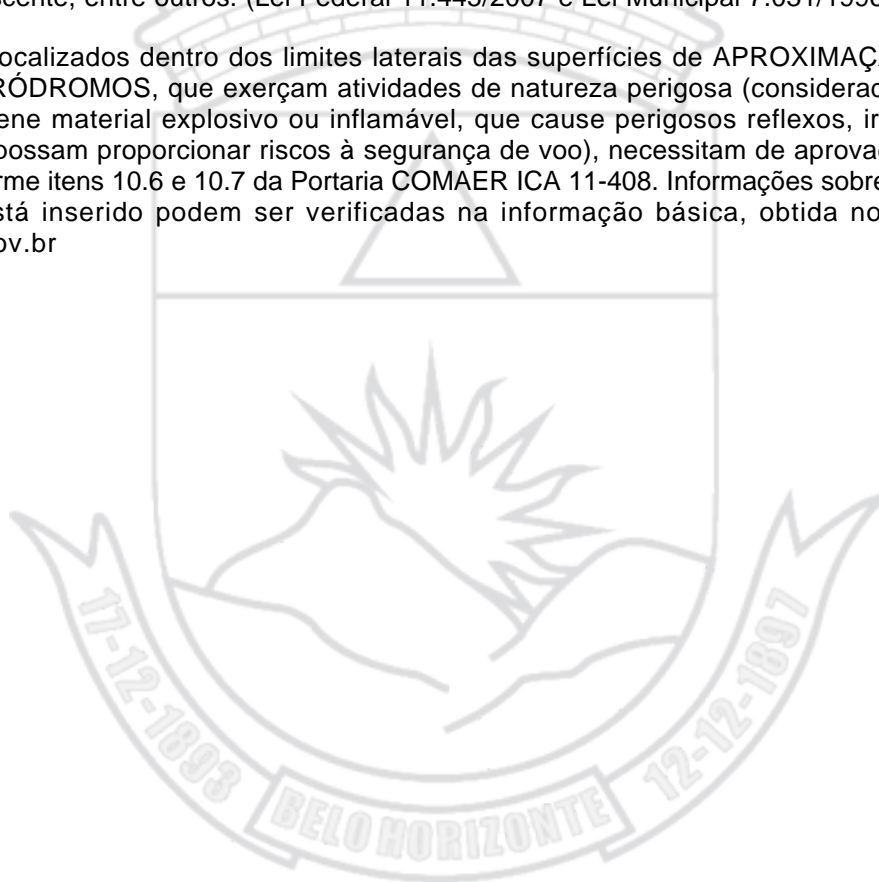 entre outros. (Lei Federal 11.445/2007 e Lei Municipal 7.031/1996
ocalizados dentro dos limites laterais das superfícies de APROXIMAÇ
RÓDROMOS, que exerçam atividades de natureza perigosa (considerad
ene material explosivo ou inflamável, que cause perigosos reflexos, ir
possam proporcionar riscos à segurança de voo), necessitam de aprovaç
rme itens 10.6 e 10.7 da Portaria COMAER ICA 11-408. Informações sobre
stá inserido podem ser verificadas na informação básica, obtida no
ov.br
17-12-1893
12-12-1897
BELO HORIZONTE